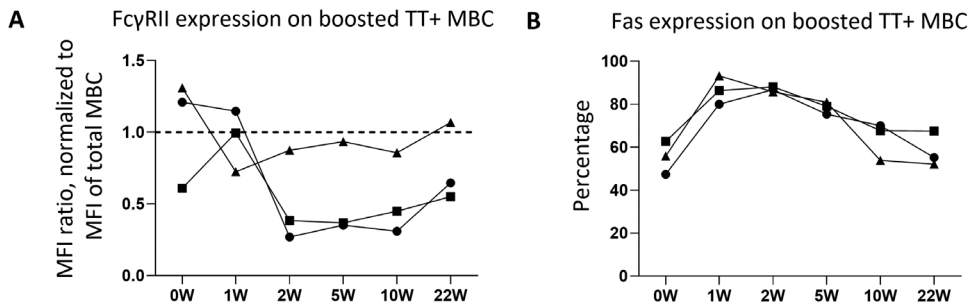 A
FcγRII expression on boosted TT+ MBC
MFI ratio, normalized to
MFI of total MBC
1.5
1.0
0.5
0.0
0W 1W 2W 5W 10W 22W
B
Fas expression on boosted TT+ MBC
Percentage
100
80
60
40
20
0
0W 1W 2W 5W 10W 22W